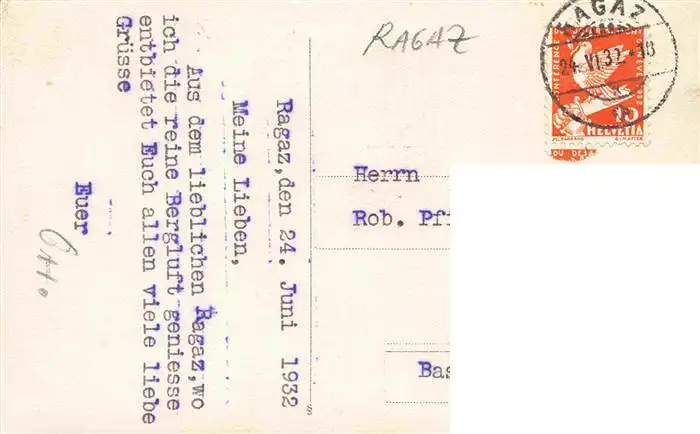 RAGAZ
RAGAZ
24.VI.32.-18
HELVETIA
Ragaz,den 24. Juni 1932
Meine Lieben,
Aus dem lieblichen Ragaz,wo
ich die reine Bergluft geniesse
entbietet Euch allen viele liebe
Grüsse
Euer
Otto.
Herrn
Rob. Pf
Bas